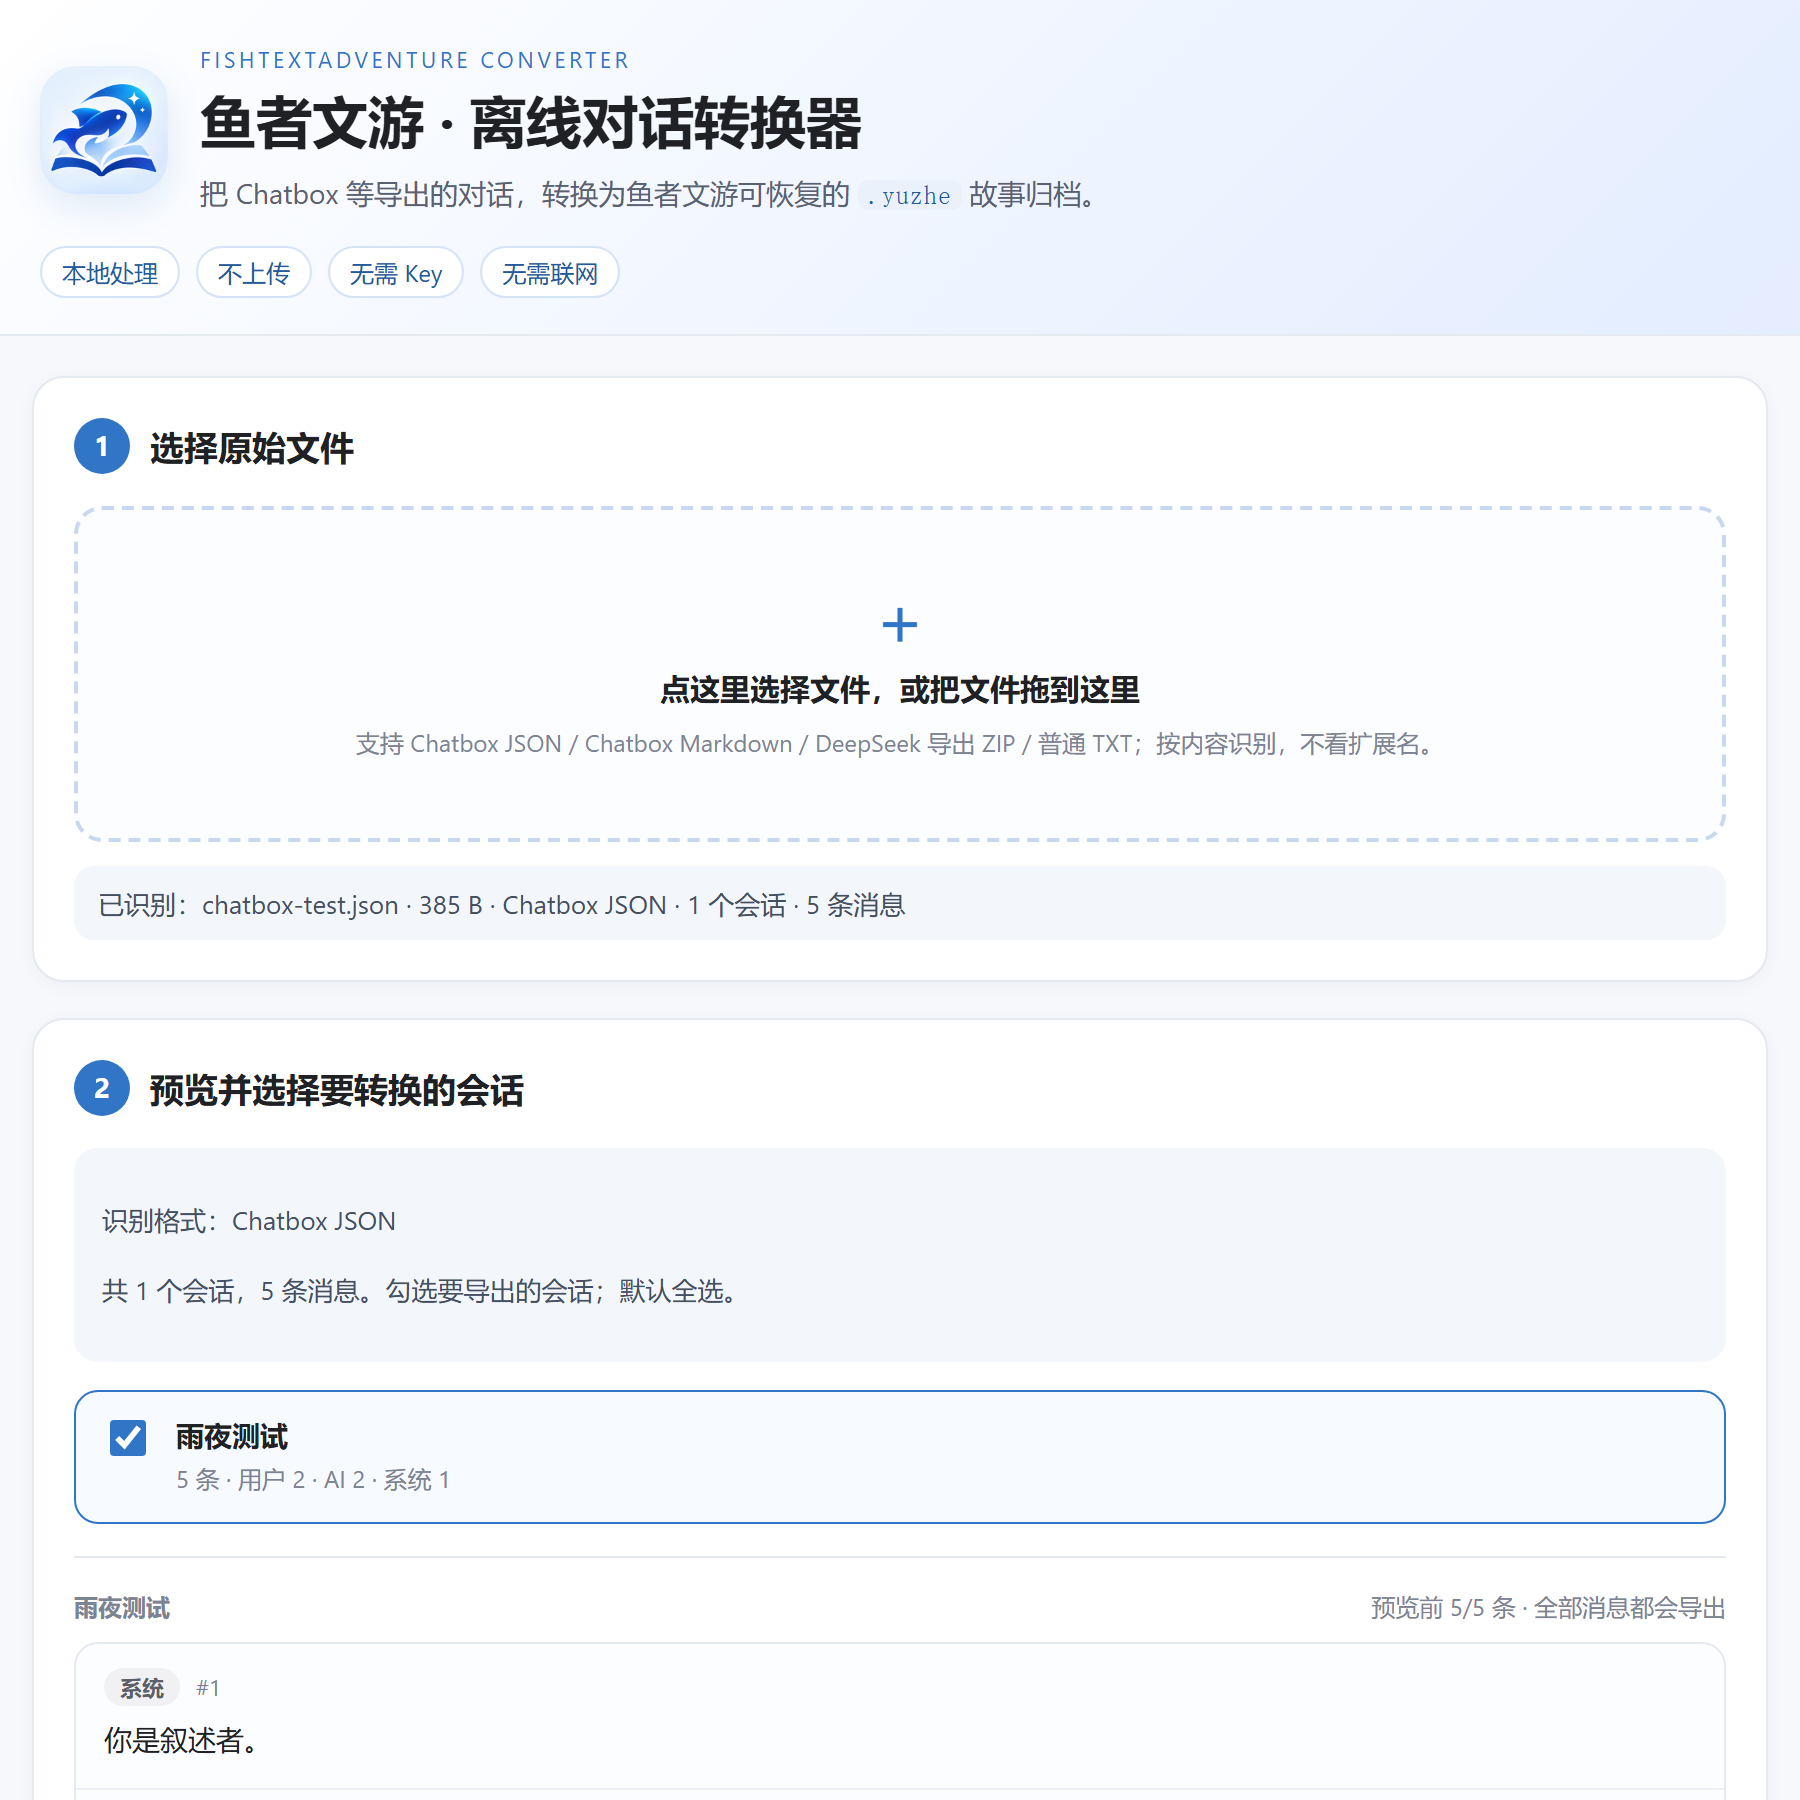 FISHTEXTADVENTURE CONVERTER
鱼者文游 · 离线对话转换器
把 Chatbox 等导出的对话，转换为鱼者文游可恢复的 .yuzhe 故事归档。
本地处理 不上传 无需 Key 无需联网
1 选择原始文件
+
点这里选择文件，或把文件拖到这里
支持 Chatbox JSON / Chatbox Markdown / DeepSeek 导出 ZIP / 普通 TXT；按内容识别，不看扩展名。
已识别：chatbox-test.json · 385 B · Chatbox JSON · 1 个会话 · 5 条消息
2 预览并选择要转换的会话
识别格式：Chatbox JSON
共 1 个会话，5 条消息。勾选要导出的会话；默认全选。
雨夜测试
5 条 · 用户 2 · AI 2 · 系统 1
雨夜测试 预览前 5/5 条 · 全部消息都会导出
系统 #1
你是叙述者。